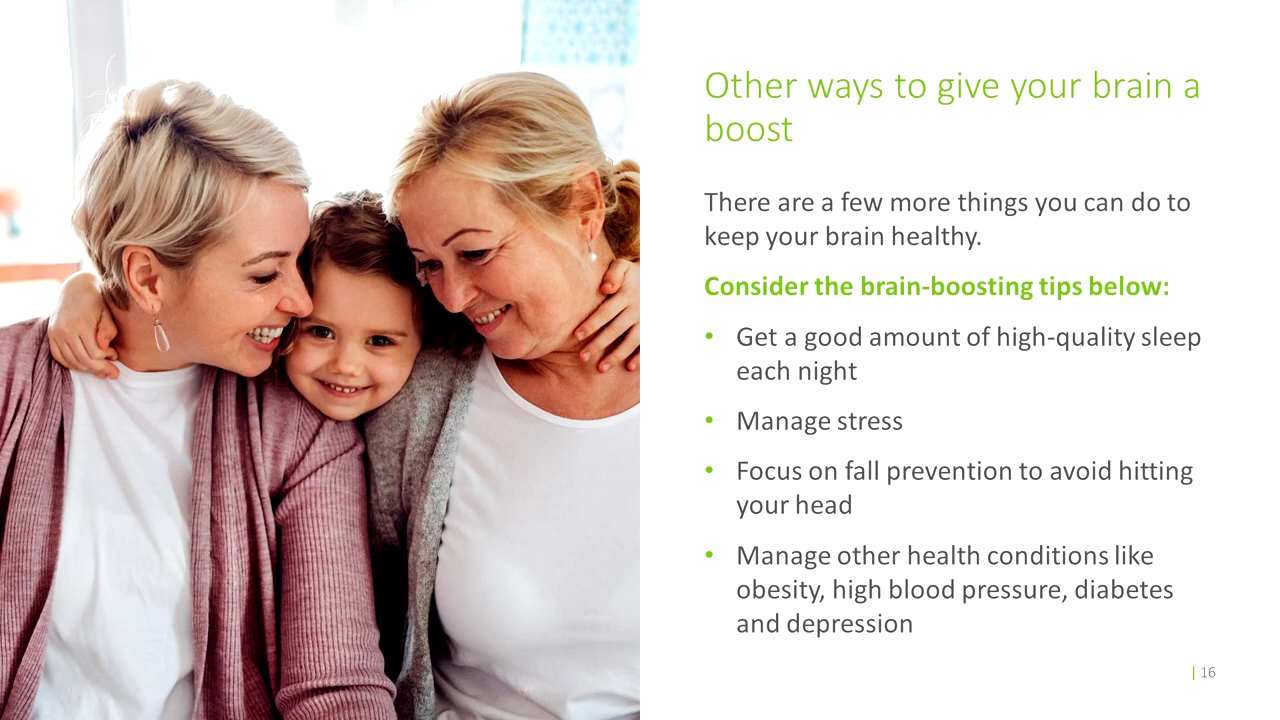 Other ways to give your brain a
boost
There are a few more things you can do to
keep your brain healthy.
Consider the brain-boosting tips below:
• Get a good amount of high-quality sleep
each night
• Manage stress
• Focus on fall prevention to avoid hitting
your head
• Manage other health conditions like
obesity, high blood pressure, diabetes
and depression
| 16